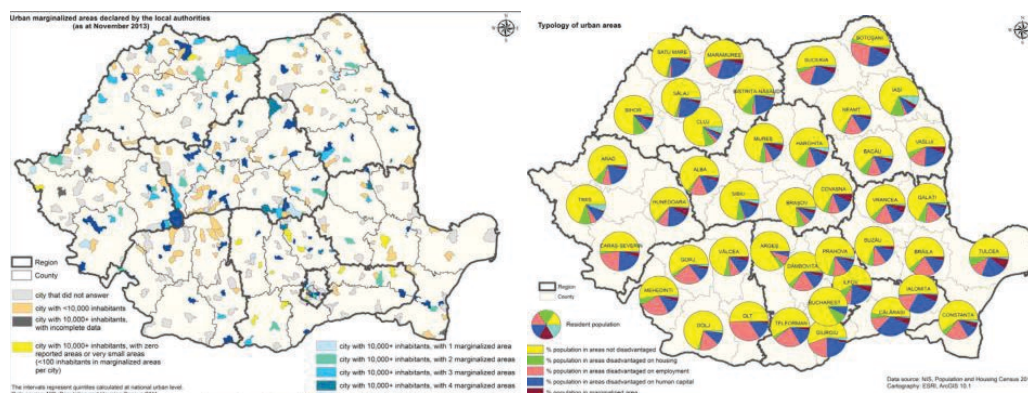 Urban marginalized areas declared by the local authorities
(as at November 2013)
Region
County
city that did not answer
city with <10,000 inhabitants
city with 10,000+ inhabitants,
with incomplete data
city with 10,000+ inhabitants, with zero
reported areas or very small areas
(<100 inhabitants in marginalized areas
per city)
city with 10,000+ inhabitants, with 1 marginalized area
city with 10,000+ inhabitants, with 2 marginalized areas
city with 10,000+ inhabitants, with 3 marginalized areas
city with 10,000+ inhabitants, with 4 marginalized areas
The intervals represent quintiles calculated at national urban level.
Typology of urban areas
BOTOȘANI
SATU MARE
MARAMUREȘ
SUCEAVA
IAȘI
BISTRIȚA-NĂSĂUD
SĂLAJ
BIHOR
NEAMȚ
CLUJ
MUREȘ
HARGHITA
VASLUI
BACĂU
ARAD
ALBA
TIMIȘ
HUNEDOARA
SIBIU
BRAȘOV
COVASNA
VRANCEA
GALAȚI
CARAȘ-SEVERIN
GORJ
VÂLCEA
ARGEȘ
PRAHOVA
BUZĂU
BRĂILA
TULCEA
DÂMBOVIȚA
MEHEDINȚI
ILFOV
IALOMIȚA
BUCHAREST
DOLJ
OLT
TELEORMAN
GIURGIU
CĂLĂRAȘI
CONSTANȚA
Region
County
Resident population
% population in areas not disadvantaged
% population in areas disadvantaged on housing
% population in areas disadvantaged on employment
% population in areas disadvantaged on human capital
% population in marginalized area
Data source: NIS, Population and Housing Census
Cartography: ESRI, ArcGIS 10.1